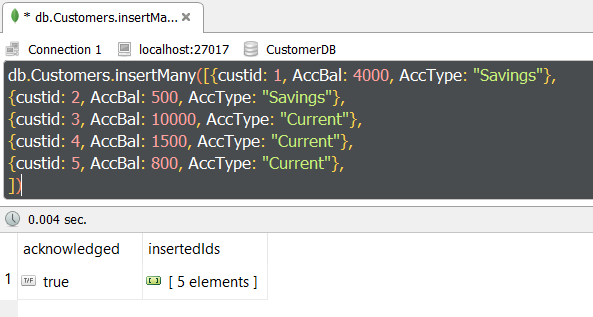 * db.Customers.insertMa... ×
Connection 1 localhost:27017 CustomerDB
db.Customers.insertMany([{custid: 1, AccBal: 4000, AccType: "Savings"},
{custid: 2, AccBal: 500, AccType: "Savings"},
{custid: 3, AccBal: 10000, AccType: "Current"},
{custid: 4, AccBal: 1500, AccType: "Current"},
{custid: 5, AccBal: 800, AccType: "Current"},
])
0.004 sec.
acknowledged insertedIds
1 T/F true [ 5 elements ]